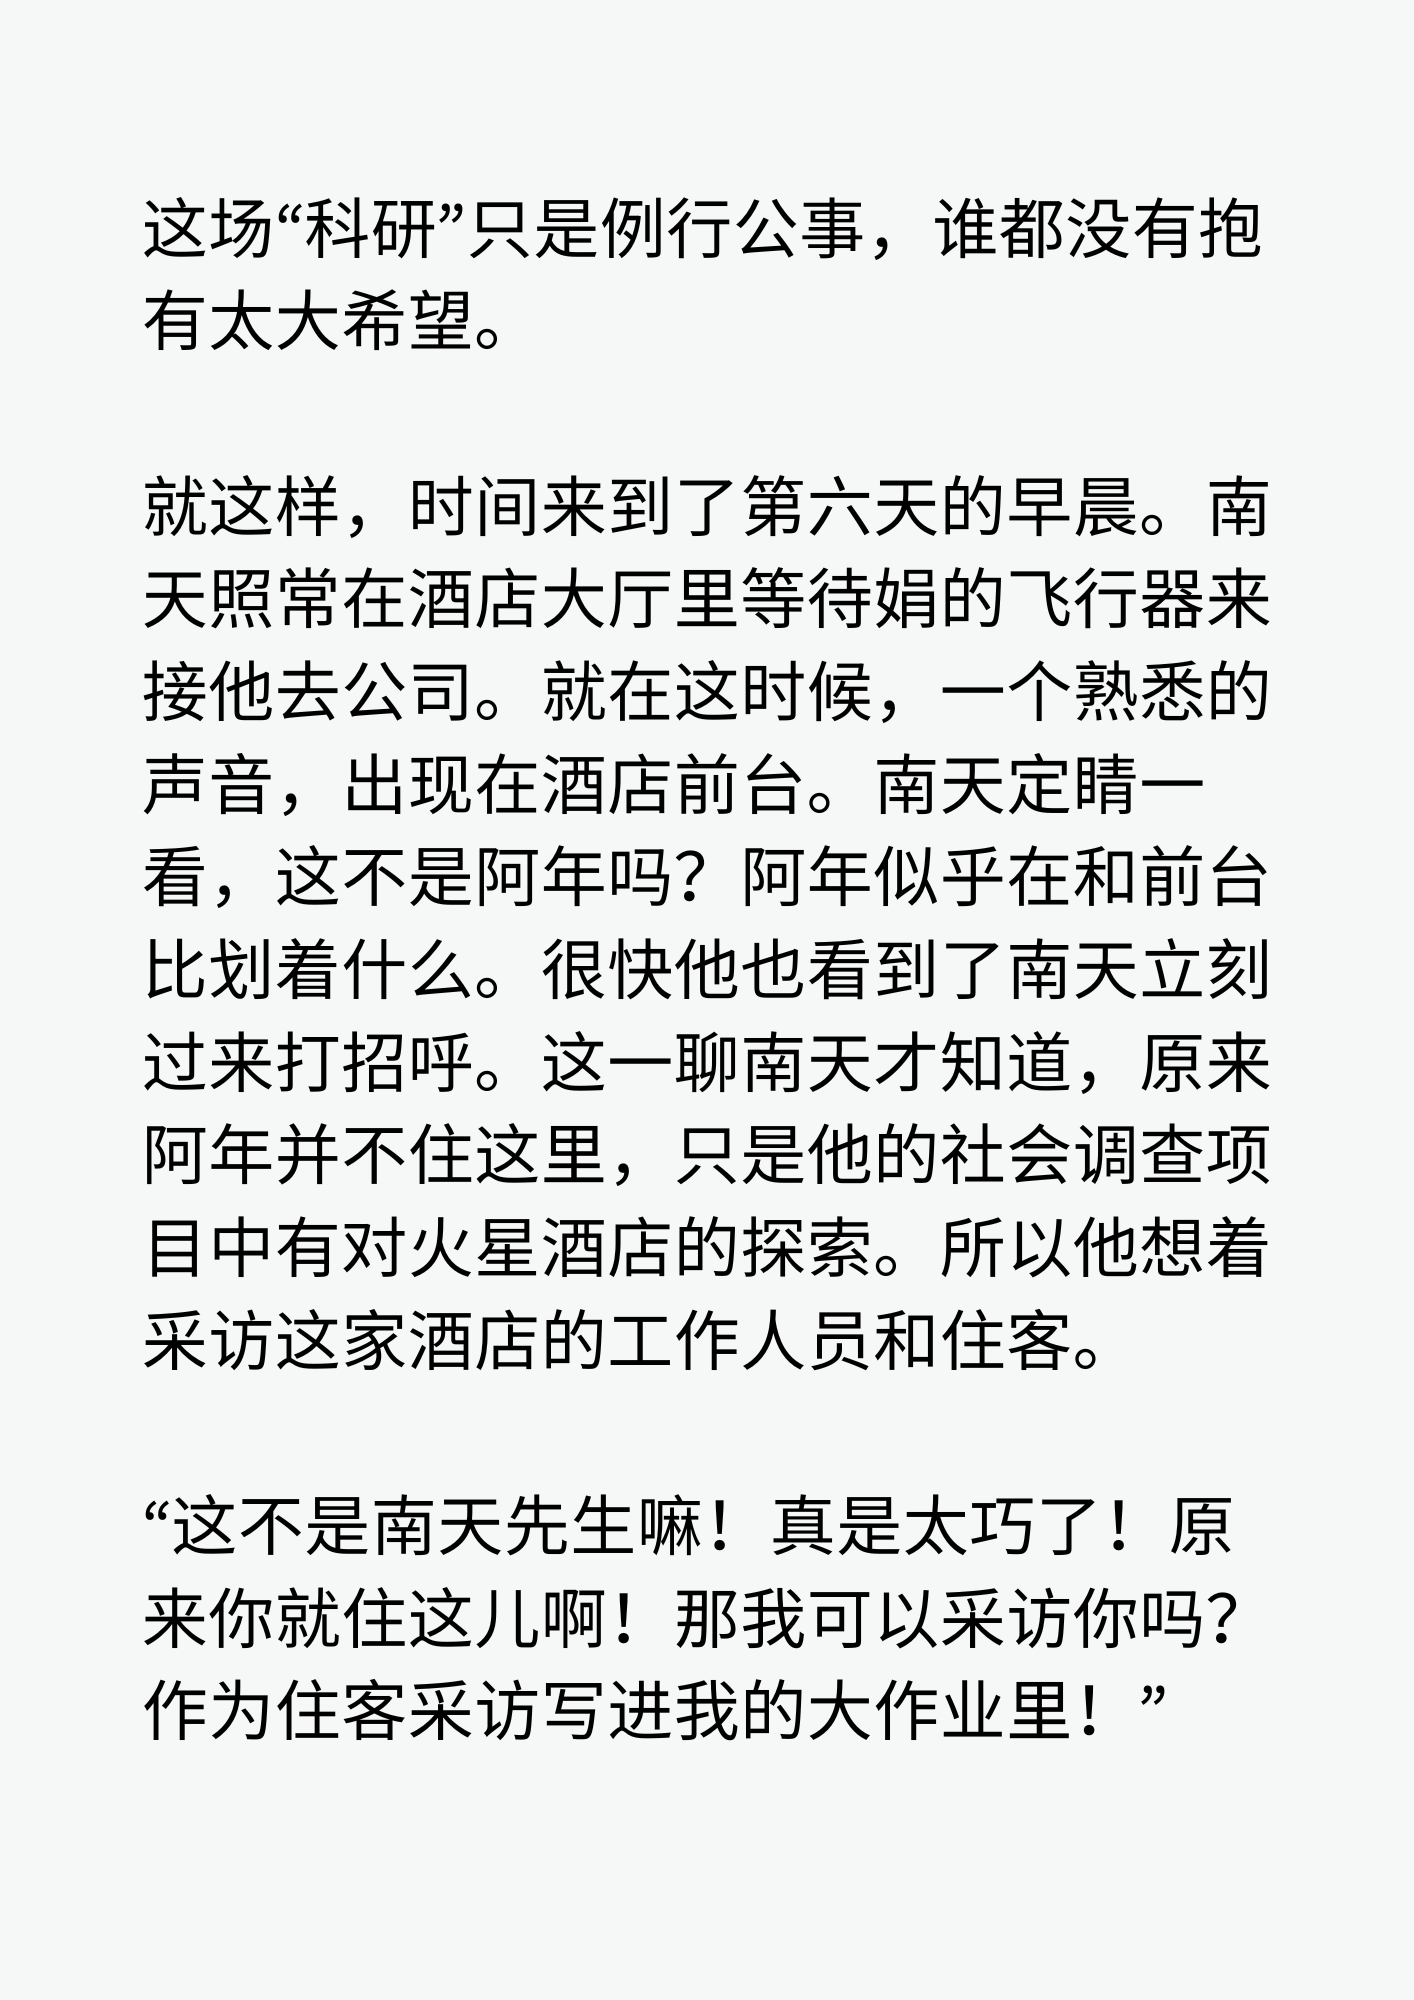 这场“科研”只是例行公事，谁都没有抱
有太大希望。
就这样，时间来到了第六天的早晨。南
天照常在酒店大厅里等待娟的飞行器来
接他去公司。就在这时候，一个熟悉的
声音，出现在酒店前台。南天定睛一
看，这不是阿年吗？阿年似乎在和前台
比划着什么。很快他也看到了南天立刻
过来打招呼。这一聊南天才知道，原来
阿年并不住这里，只是他的社会调查项
目中有对火星酒店的探索。所以他想着
采访这家酒店的工作人员和住客。
“这不是南天先生嘛！真是太巧了！原
来你就住这儿啊！那我可以采访你吗？
作为住客采访写进我的大作业里！”